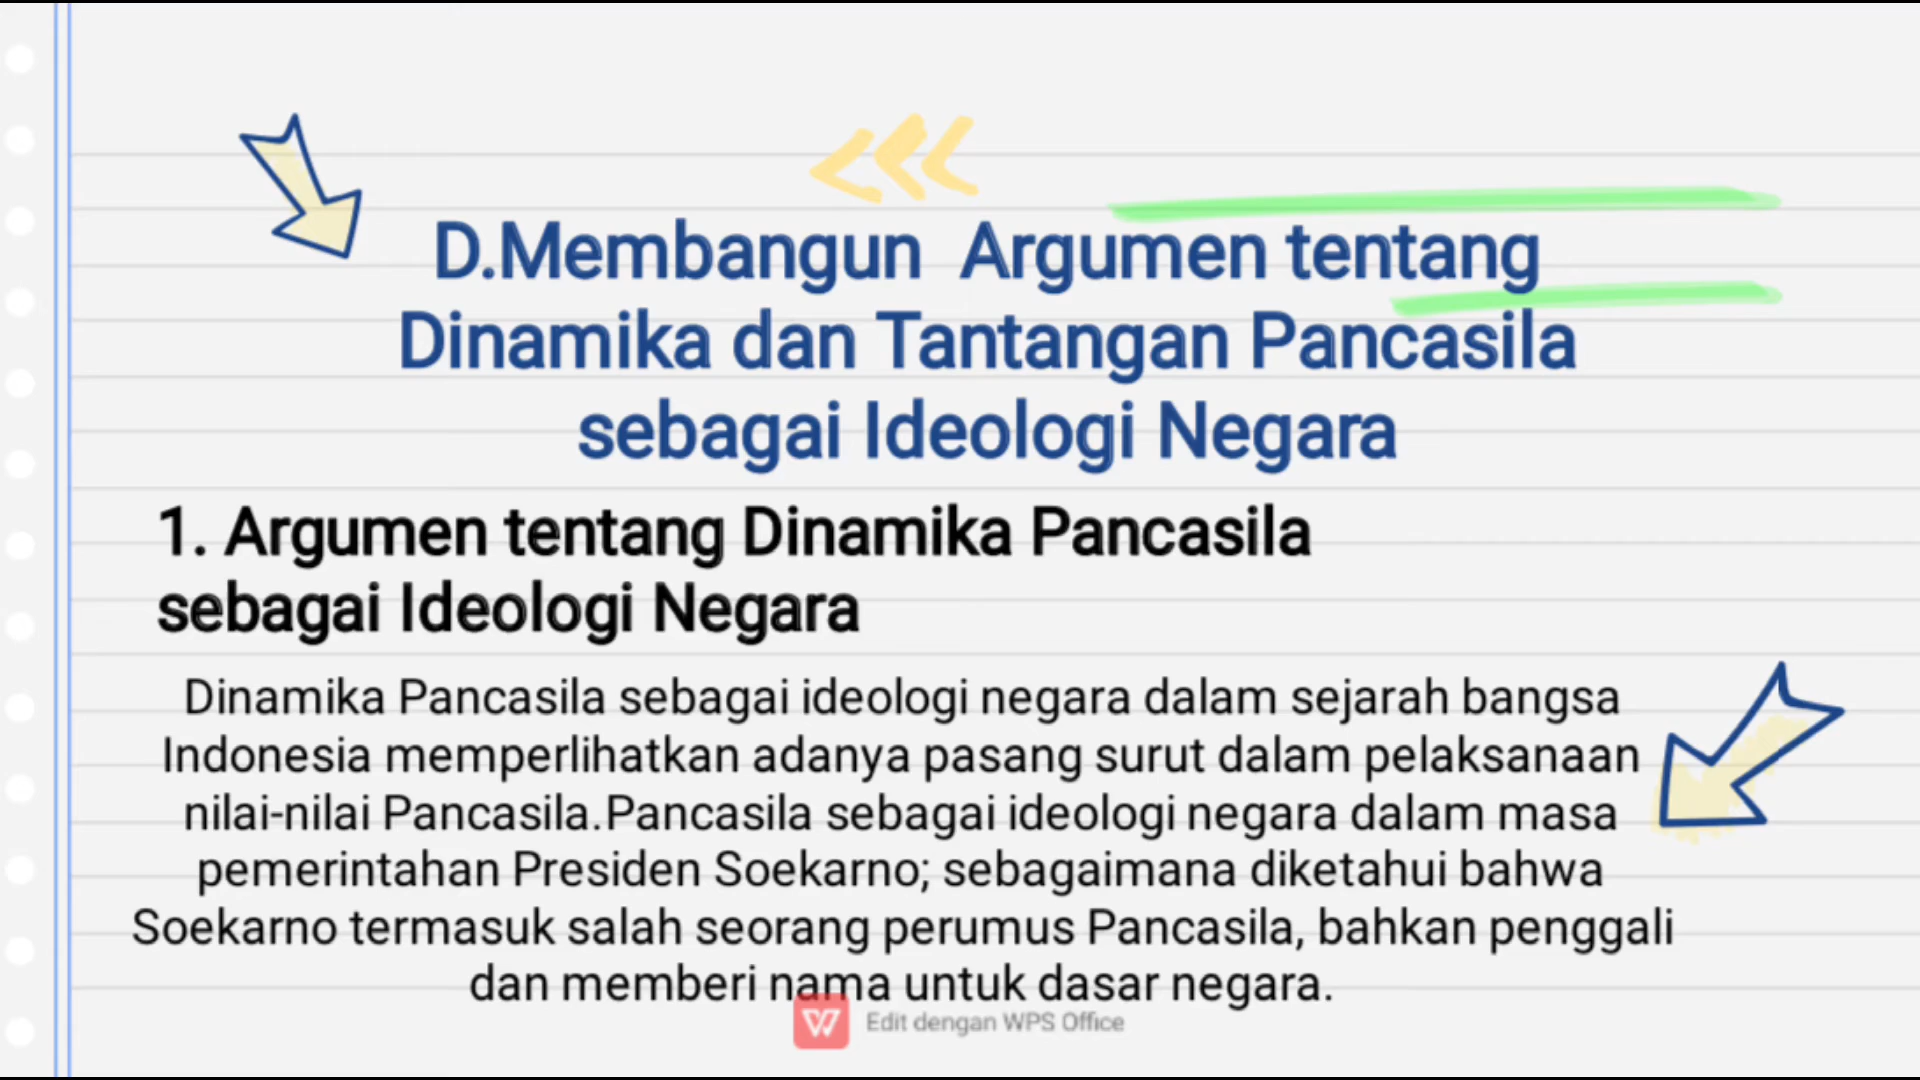 D.Membangun Argumen tentang
Dinamika dan Tantangan Pancasila
sebagai Ideologi Negara
1. Argumen tentang Dinamika Pancasila
sebagai Ideologi Negara
Dinamika Pancasila sebagai ideologi negara dalam sejarah bangsa
Indonesia memperlihatkan adanya pasang surut dalam pelaksanaan
nilai-nilai Pancasila.Pancasila sebagai ideologi negara dalam masa
pemerintahan Presiden Soekarno; sebagaimana diketahui bahwa
Soekarno termasuk salah seorang perumus Pancasila, bahkan penggali
dan memberi nama untuk dasar negara.
Edit dengan WPS Office